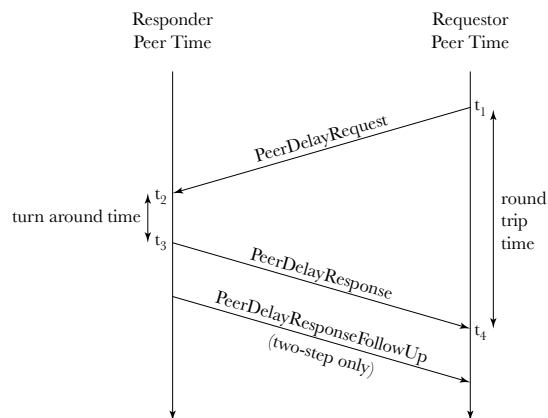 Responder
Peer Time
Requestor
Peer Time
t1
PeerDelayRequest
t2
turn around time
t3
round
trip
time
PeerDelayResponse
t4
PeerDelayResponseFollowUp
(two-step only)